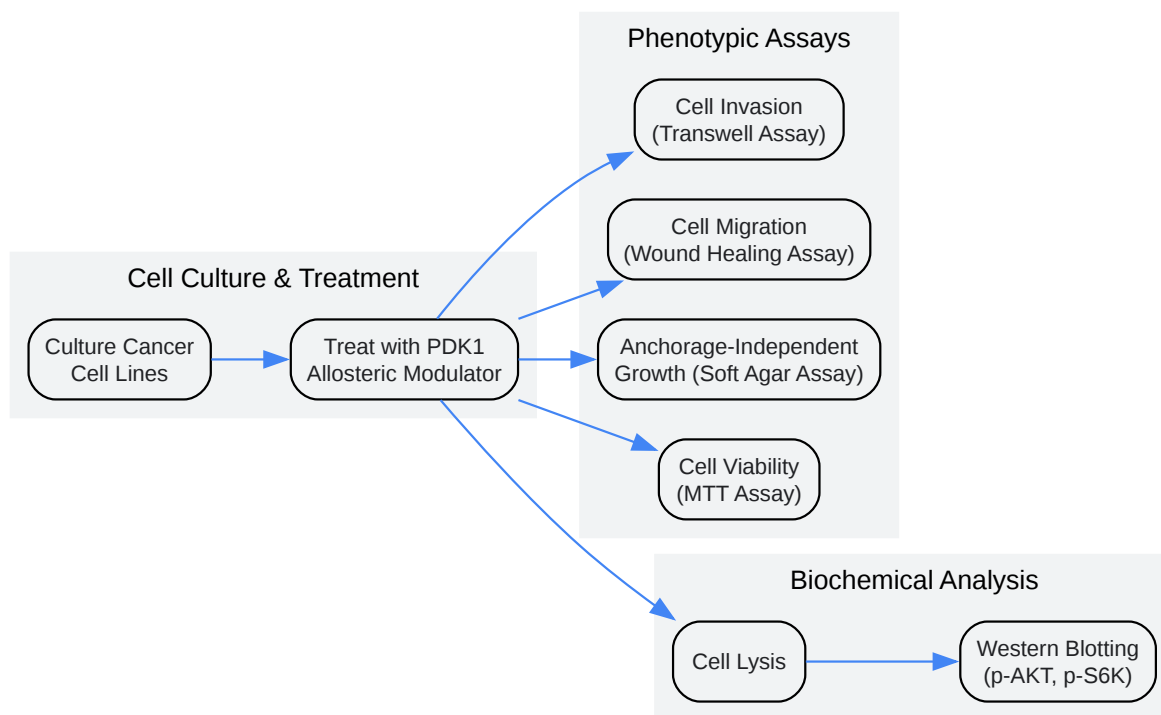 Cell Culture & Treatment
Culture Cancer
Cell Lines
Treat with PDK1
Allosteric Modulator
Phenotypic Assays
Cell Invasion
(Transwell Assay)
Cell Migration
(Wound Healing Assay)
Anchorage-Independent
Growth (Soft Agar Assay)
Cell Viability
(MTT Assay)
Biochemical Analysis
Cell Lysis
Western Blotting
(p-AKT, p-S6K)